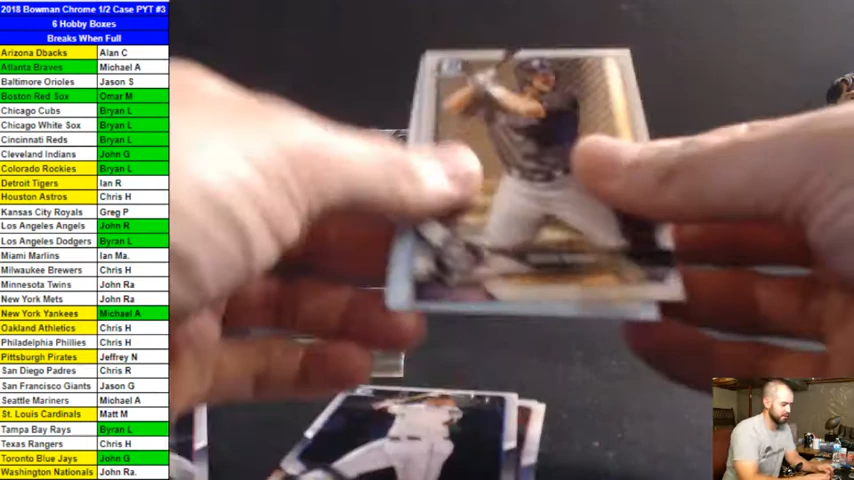 2018 Bowman Chrome 1/2 Case PYT #3
6 Hobby Boxes
Breaks When Full
Arizona Dbacks Alan C
Atlanta Braves Michael A
Baltimore Orioles Jason S
Boston Red Sox Omar M
Chicago Cubs Bryan L
Chicago White Sox Bryan L
Cincinnati Reds Bryan L
Cleveland Indians John G
Colorado Rockies Bryan L
Detroit Tigers Ian R
Houston Astros Chris H
Kansas City Royals Greg P
Los Angeles Angels John R
Los Angeles Dodgers Byran L
Miami Marlins Ian Ma.
Milwaukee Brewers Chris H
Minnesota Twins John Ra
New York Mets John Ra
New York Yankees Michael A
Oakland Athletics Chris H
Philadelphia Phillies Chris H
Pittsburgh Pirates Jeffrey N
San Diego Padres Chris R
San Francisco Giants Jason G
Seattle Mariners Michael A
St. Louis Cardinals Matt M
Tampa Bay Rays Byran L
Texas Rangers Chris H
Toronto Blue Jays John G
Washington Nationals John Ra.